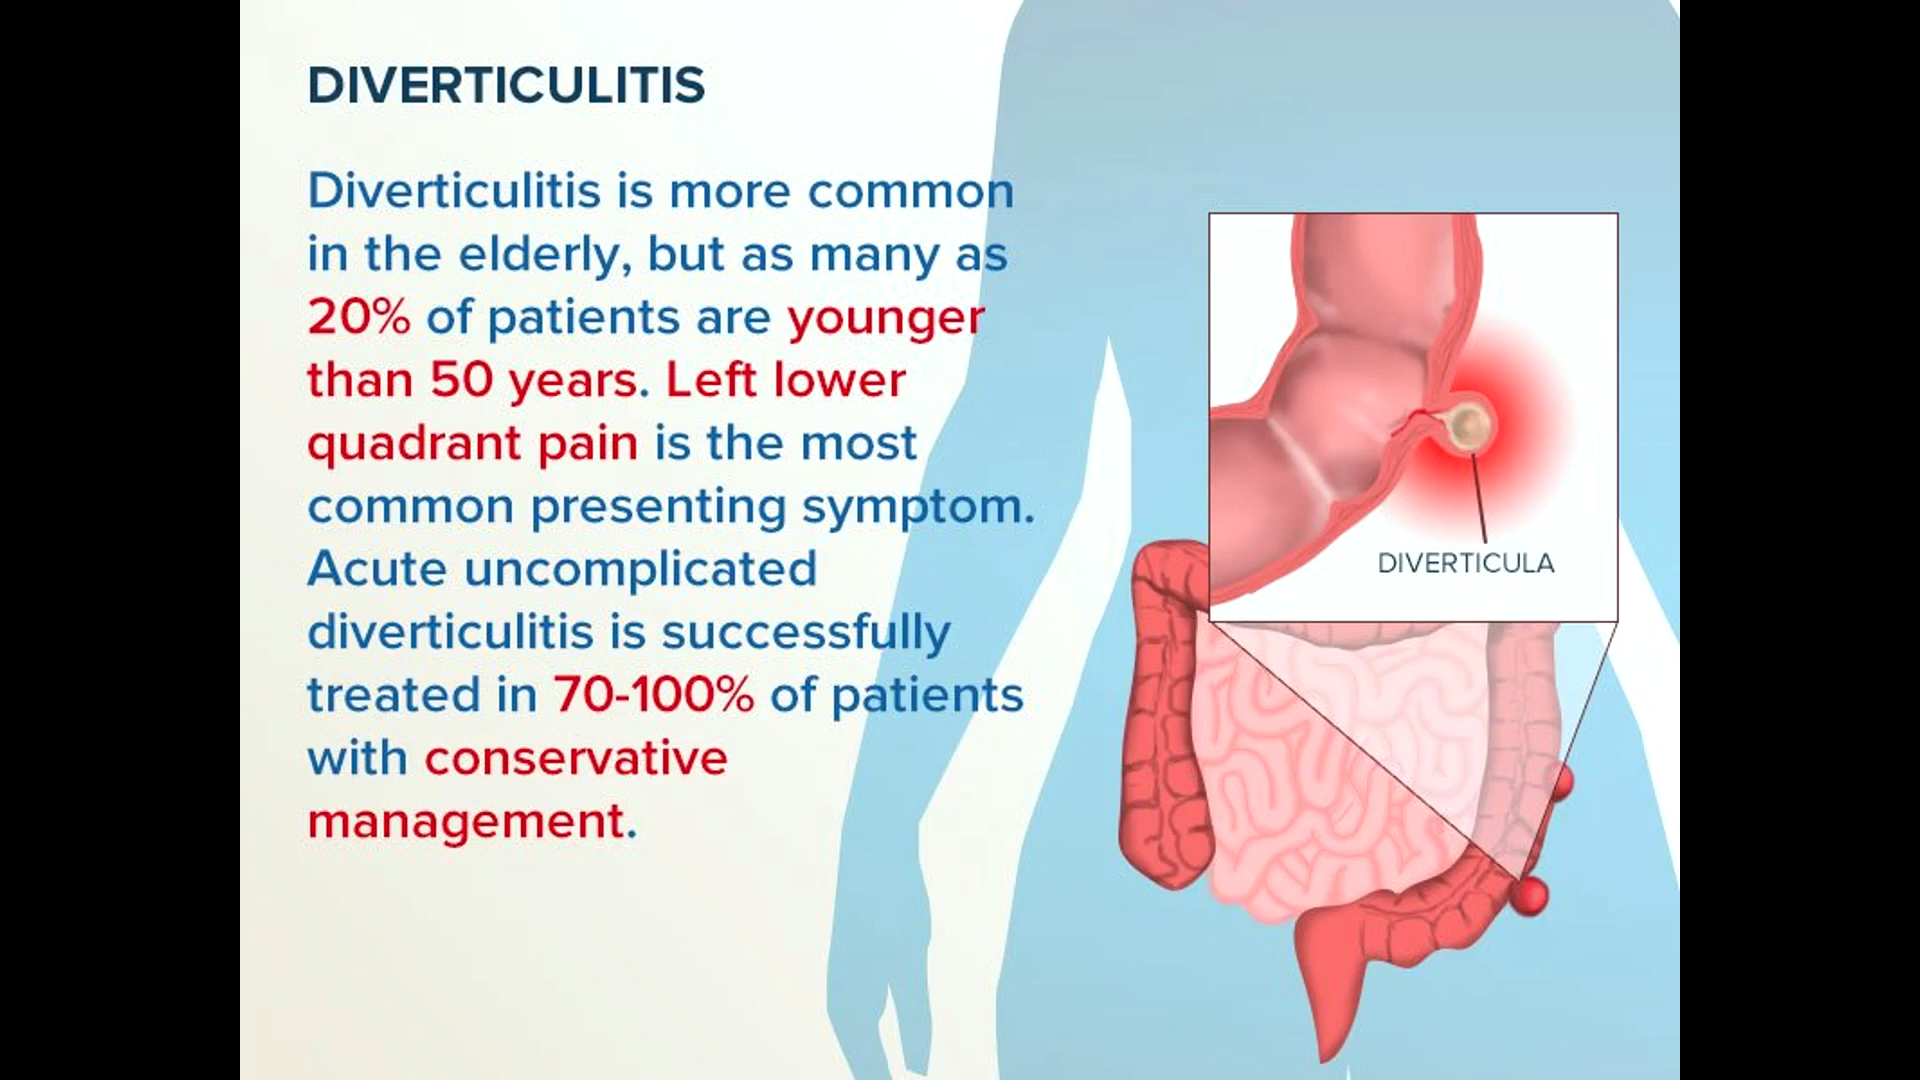 DIVERTICULITIS
Diverticulitis is more common
in the elderly, but as many as
20% of patients are younger
than 50 years. Left lower
quadrant pain is the most
common presenting symptom.
Acute uncomplicated
diverticulitis is successfully
treated in 70-100% of patients
with conservative
management.
DIVERTICULA